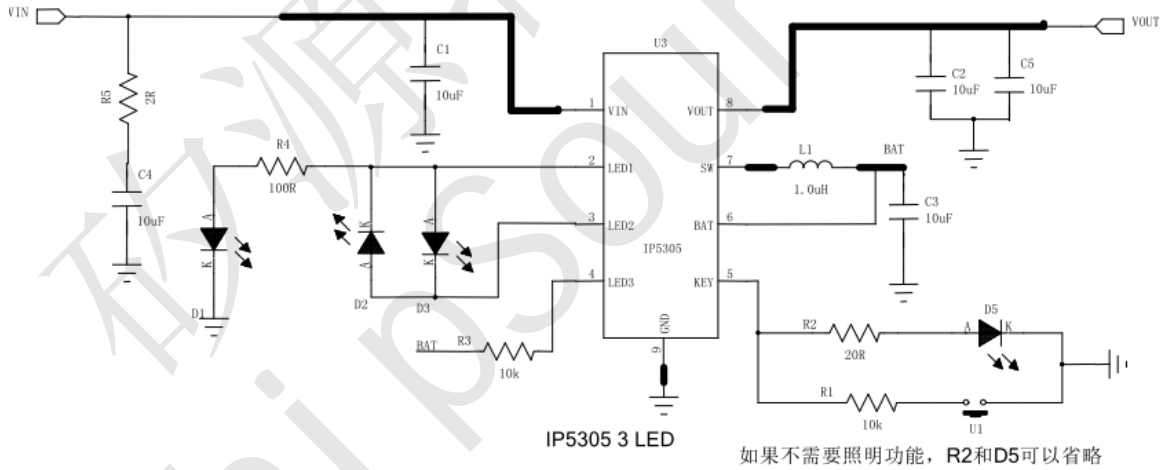 VIN
VOUT
R5
2R
C4
10uF
C1
10uF
U3
1
VIN
VOUT
8
C2
10uF
C5
10uF
R4
100R
2
LED1
SW
7
L1
1.0uH
BAT
3
LED2
BAT
6
C3
10uF
IP5305
4
LED3
KEY
5
A
K
D1
K
A
D2
A
K
D3
BAT
R3
10k
GND
9
R2
20R
A
D5
K
R1
10k
U1
IP5305 3 LED
如果不需要照明功能，R2和D5可以省略